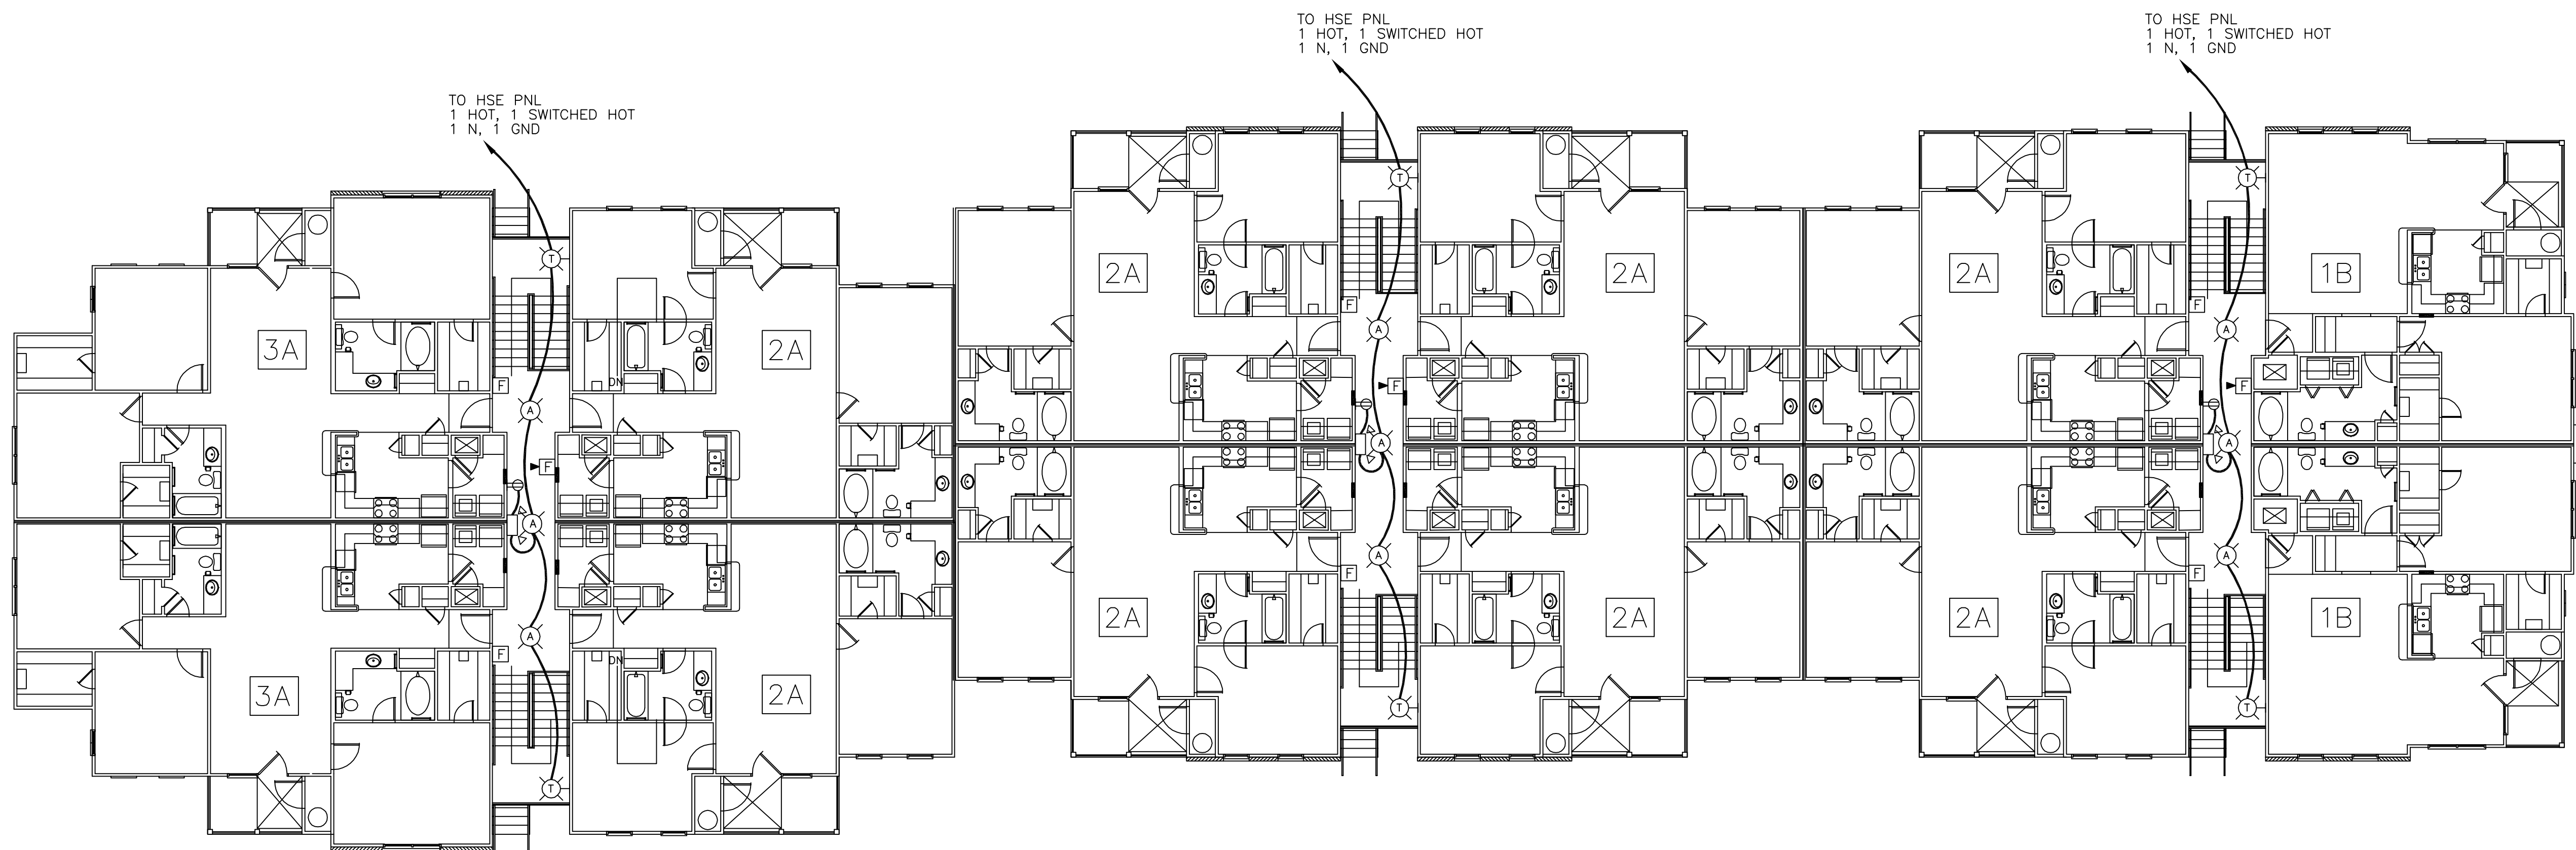 TO HSE PNL
1 HOT, 1 SWITCHED HOT
1 N, 1 GND
TO HSE PNL
1 HOT, 1 SWITCHED HOT
1 N, 1 GND
TO HSE PNL
1 HOT, 1 SWITCHED HOT
1 N, 1 GND
T
T
T
2A
2A
2A
1B
F
F
A
A
3A
2A
F
DN
F
F
A
F
A
A
A
A
A
F
F
F
2A
2A
2A
1B
A
F
DN
3A
2A
T
T
T